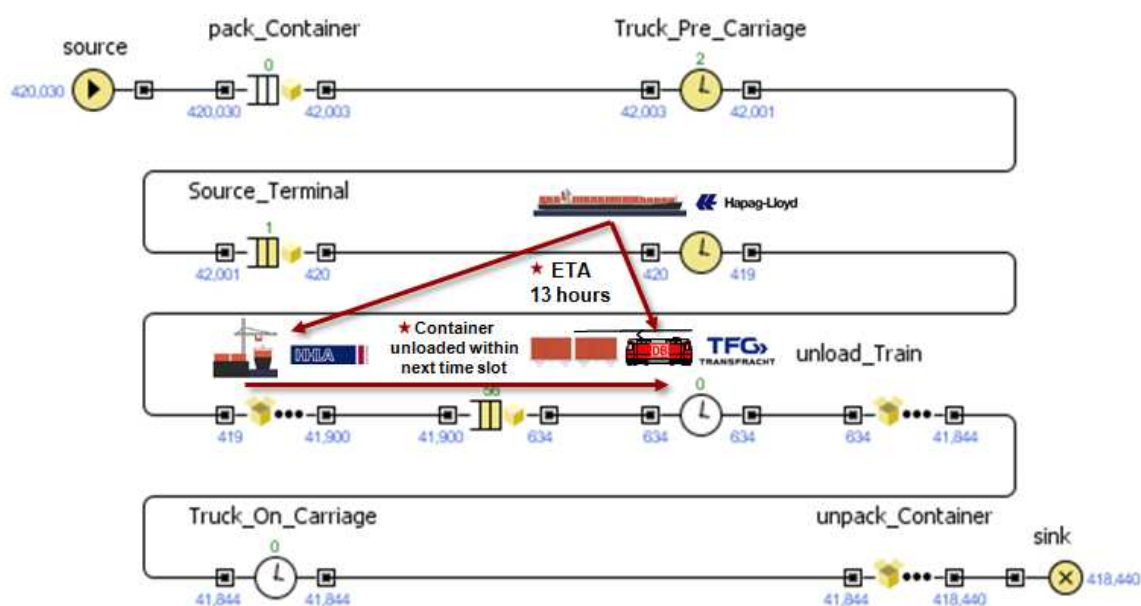 pack_Container
Truck_Pre_Carriage
source
0
2
420,030
420,030
42,003
42,003
42,001
Source_Terminal
Hapag-Lloyd
1
42,001
420
★ ETA
13 hours
420
419
★ Container
unloaded within
next time slot
HHLA
DB
TFG
TRANSFRACHT
unload_Train
56
0
419
41,900
41,900
634
634
634
634
41,844
Truck_On_Carriage
unpack_Container
sink
0
41,844
41,844
41,844
418,440
418,440